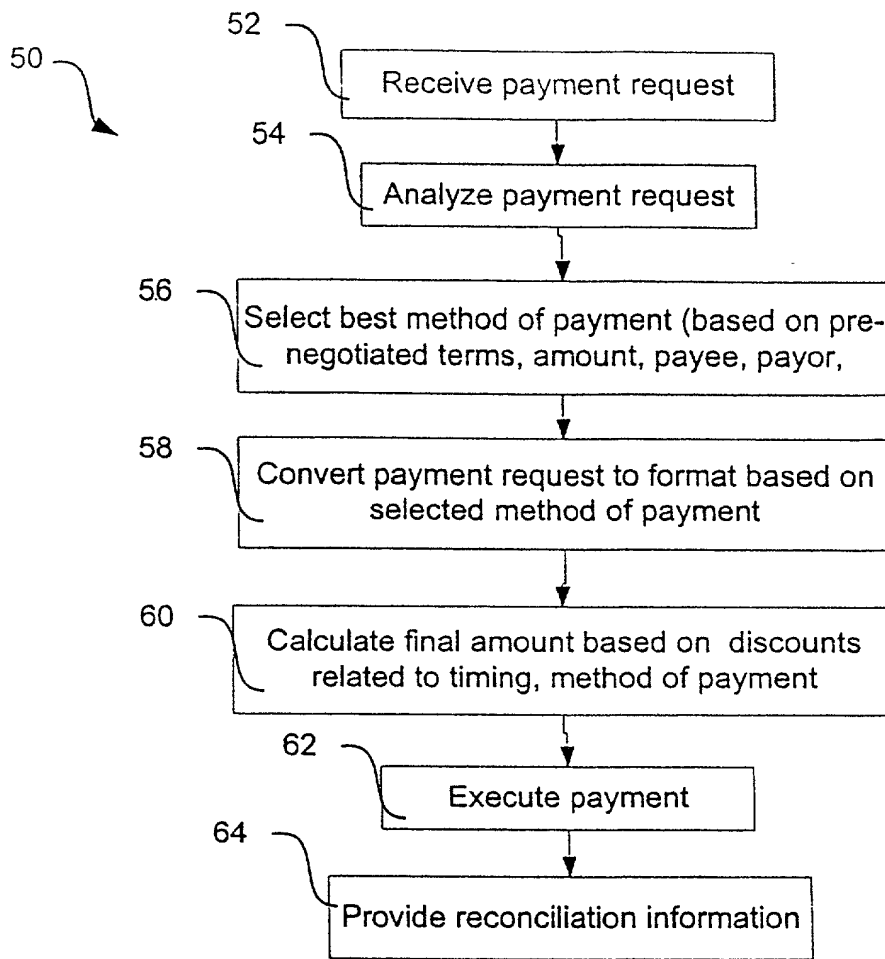 52
50
Receive payment request
54
Analyze payment request
56
Select best method of payment (based on pre-
negotiated terms, amount, payee, payor,
58
Convert payment request to format based on
selected method of payment
60
Calculate final amount based on discounts
related to timing, method of payment
62
Execute payment
64
Provide reconciliation information